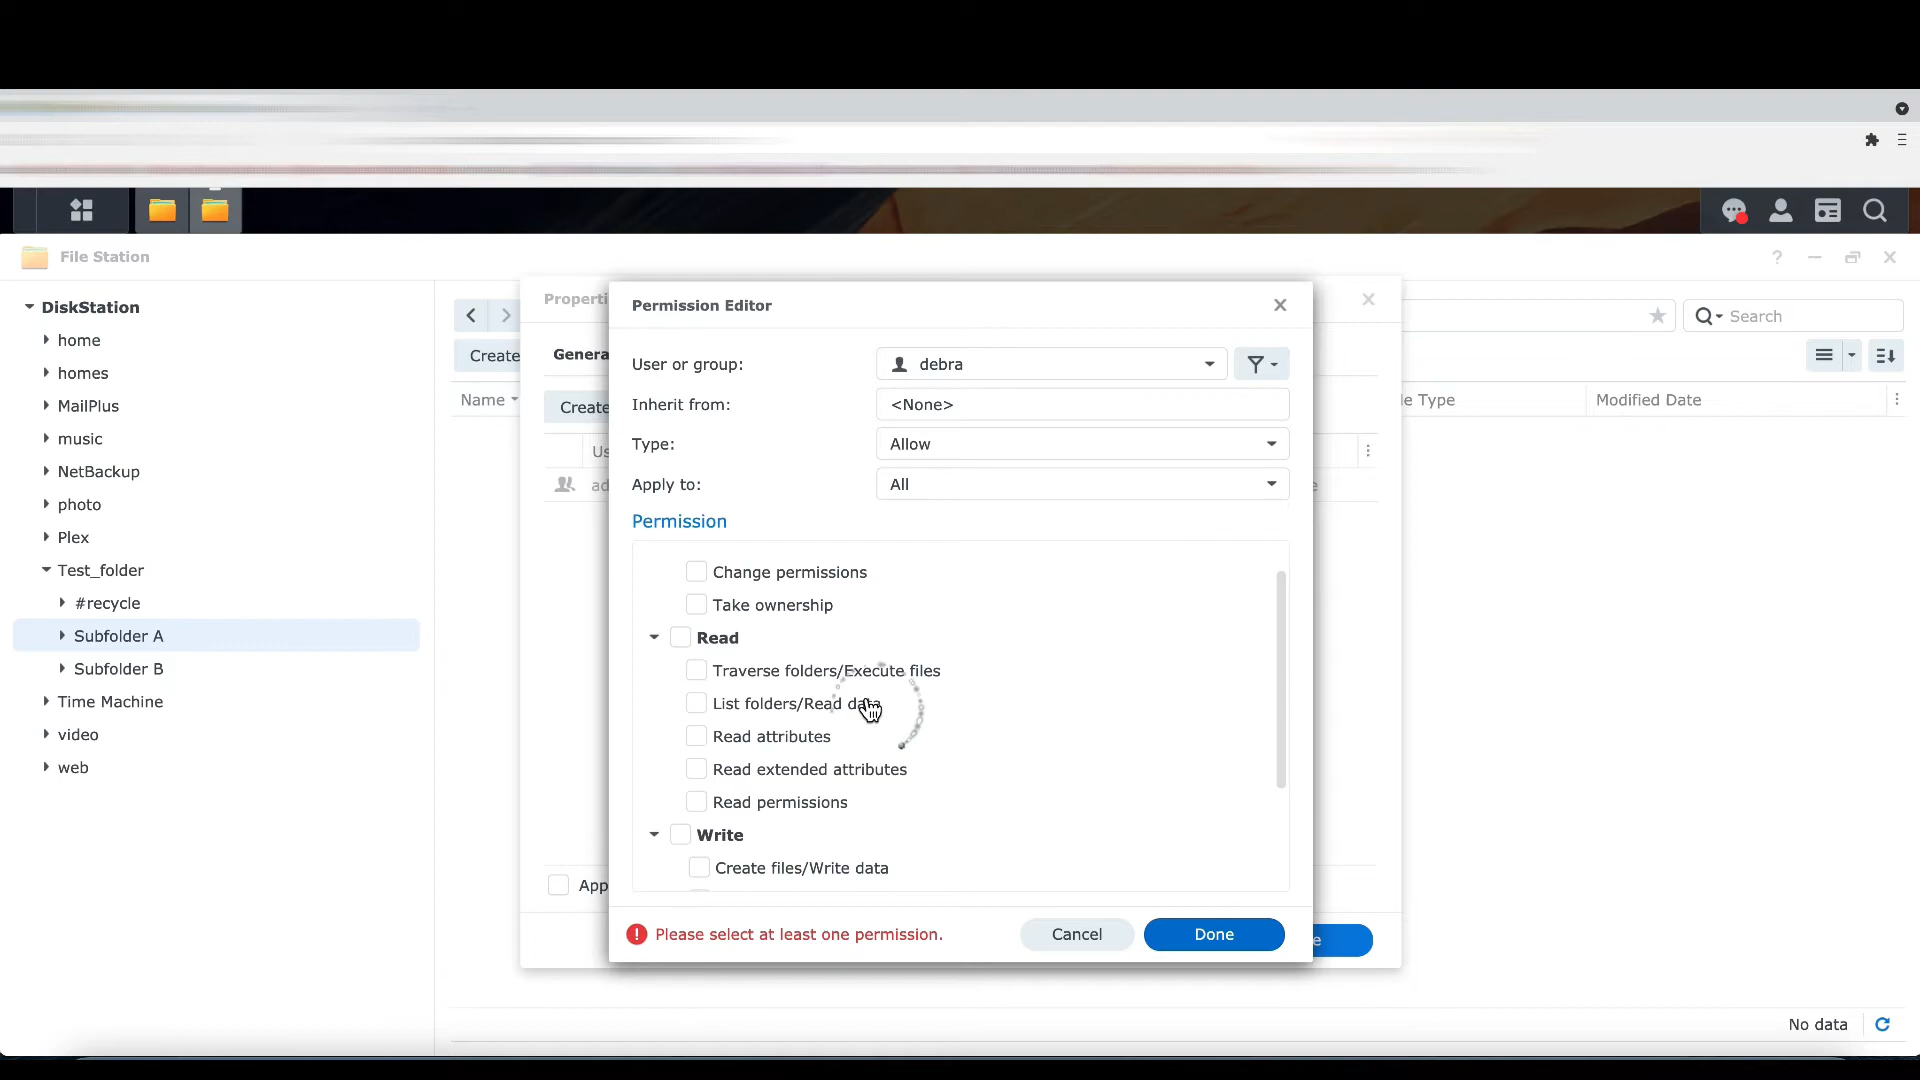 File Station
DiskStation
home
homes
MailPlus
music
NetBackup
photo
Plex
Test_folder
#recycle
Subfolder A
Subfolder B
Time Machine
video
web
Create
Name
Search
le Type
Modified Date
No data
Properti
Genera
Create
Us
ad
App
e
e
Permission Editor
User or group:
debra
Inherit from:
<None>
Type:
Allow
Apply to:
All
Permission
Change permissions
Take ownership
Read
Traverse folders/Execute files
List folders/Read data
Read attributes
Read extended attributes
Read permissions
Write
Create files/Write data
Please select at least one permission.
Cancel
Done